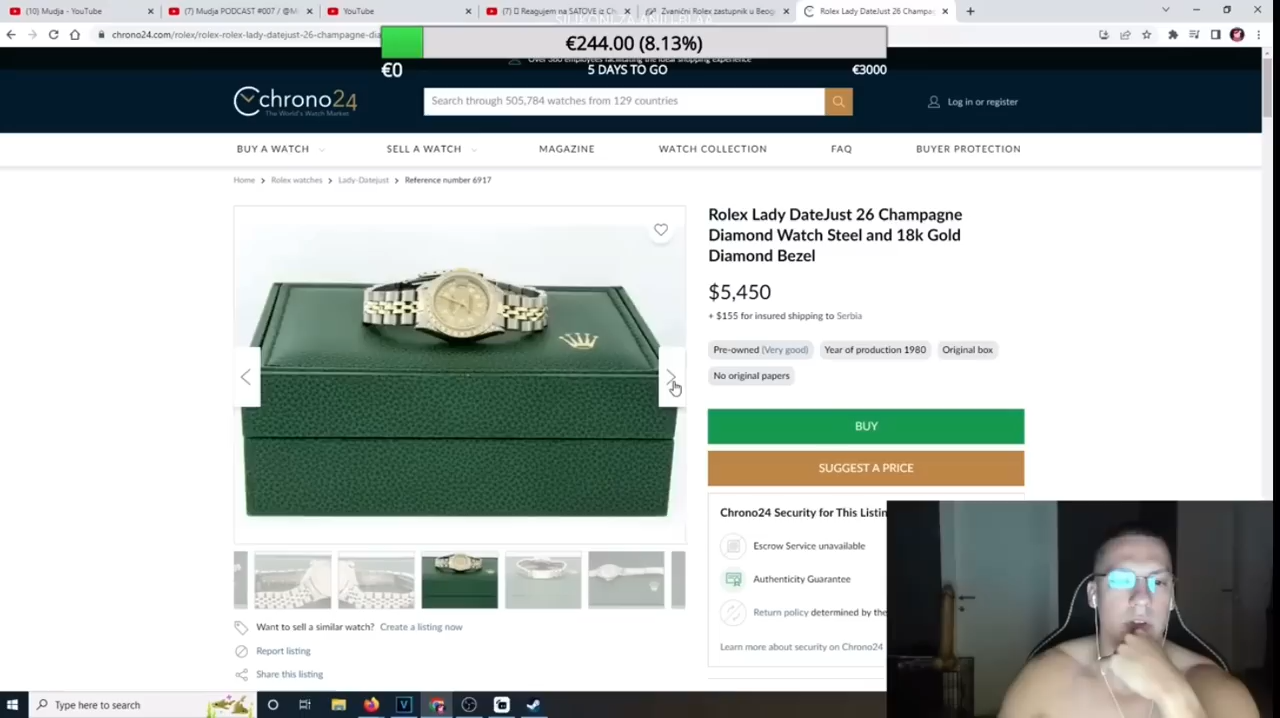 (10) Mudja - YouTube
(7) Mudja PODCAST #007 / @M
YouTube
(7) Reagujem na SATOVE iz Cr
Zvanični Rolex zastupnik u Beog
Rolex Lady DateJust 26 Champag
chrono24.com/rolex/rolex-rolex-lady-datejust-26-champagne-dia
€244.00 (8.13%)
€0
5 DAYS TO GO
€3000
chrono24
The World's Watch Market
Search through 505,784 watches from 129 countries
Log in or register
BUY A WATCH
SELL A WATCH
MAGAZINE
WATCH COLLECTION
FAQ
BUYER PROTECTION
Home > Rolex watches > Lady-Datejust > Reference number 6917
Rolex Lady DateJust 26 Champagne
Diamond Watch Steel and 18k Gold
Diamond Bezel
$5,450
+ $155 for insured shipping to Serbia
Pre-owned (Very good)
Year of production 1980
Original box
No original papers
BUY
SUGGEST A PRICE
Chrono24 Security for This Listin
Escrow Service unavailable
Authenticity Guarantee
Return policy determined by the
Learn more about security on Chrono24
Want to sell a similar watch? Create a listing now
Report listing
Share this listing
Type here to search